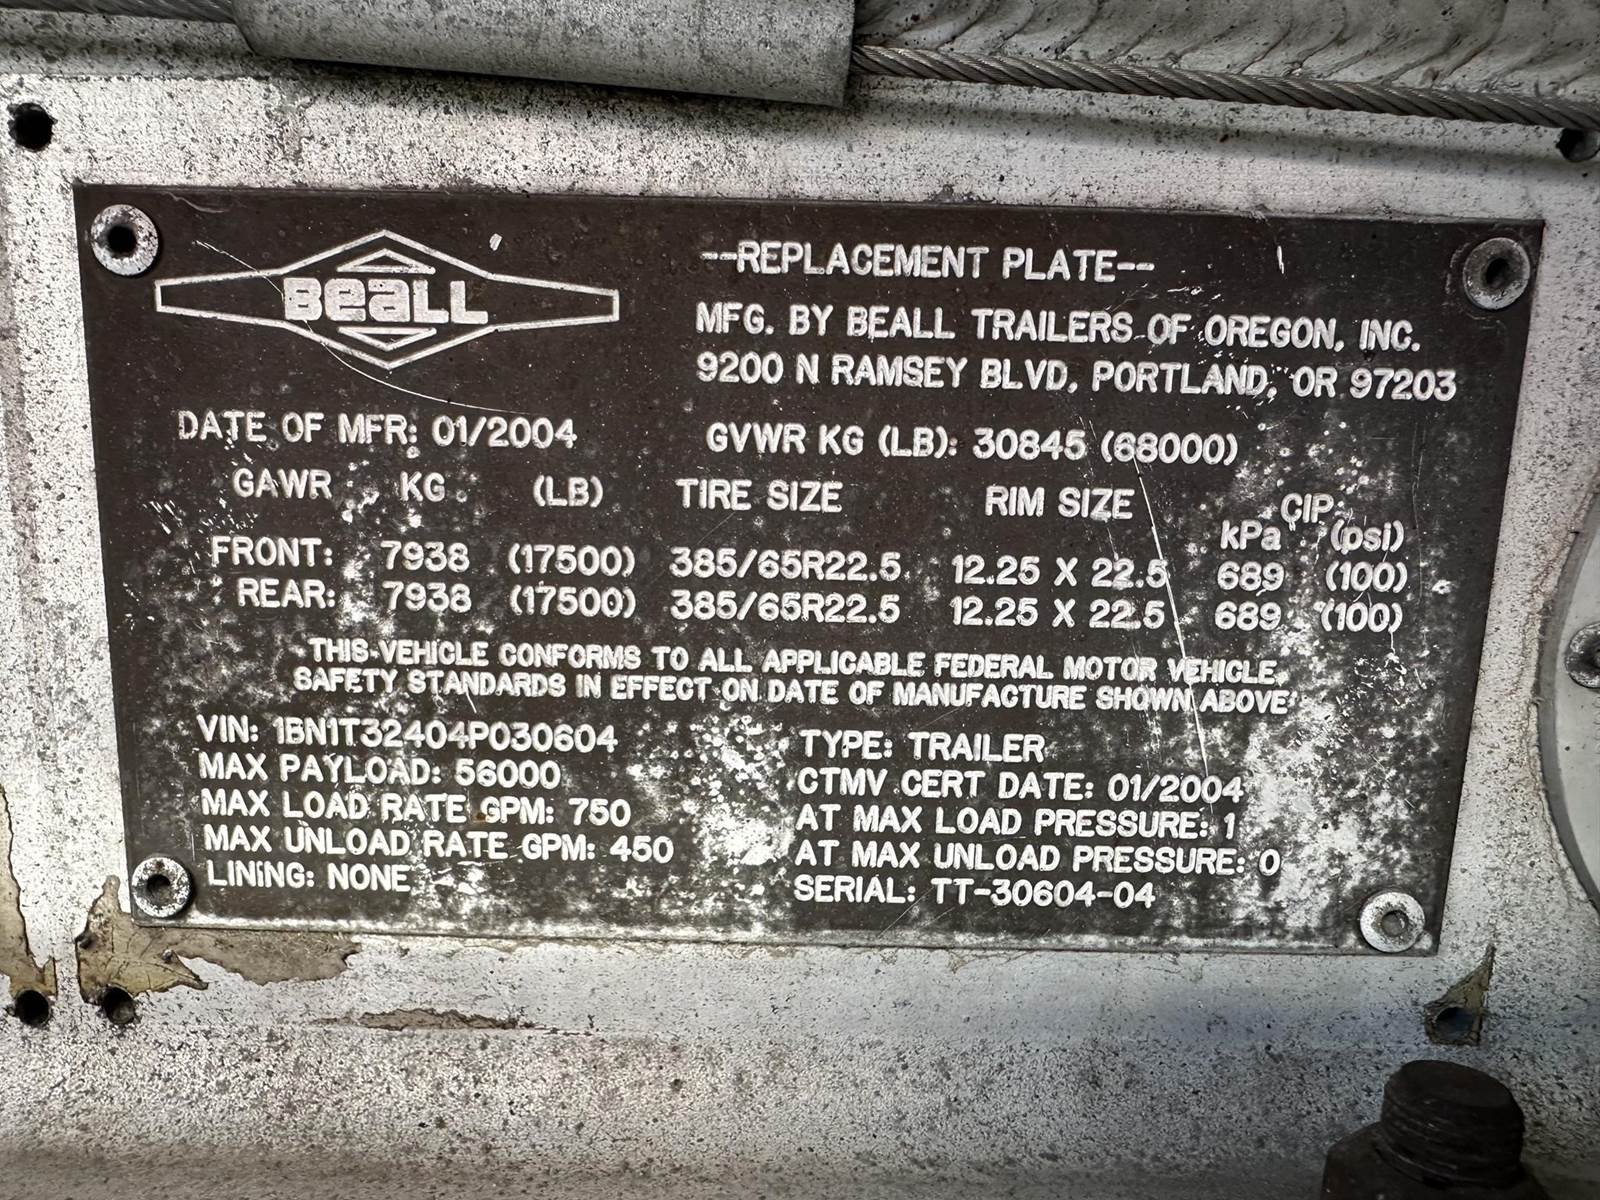 BeaLL
--REPLACEMENT PLATE--
MFG. BY BEALL TRAILERS OF OREGON, INC.
9200 N RAMSEY BLVD, PORTLAND, OR 97203
DATE OF MFR: 01/2004 GVWR KG (LB): 30845 (68000)
GAWR KG (LB) TIRE SIZE RIM SIZE CIP
kPa (psi)
FRONT: 7938 (17500) 385/65R22.5 12.25 X 22.5 689 (100)
REAR: 7938 (17500) 385/65R22.5 12.25 X 22.5 689 (100)
THIS VEHICLE CONFORMS TO ALL APPLICABLE FEDERAL MOTOR VEHICLE
SAFETY STANDARDS IN EFFECT ON DATE OF MANUFACTURE SHOWN ABOVE
VIN: 1BN1T32404P030604 TYPE: TRAILER
MAX PAYLOAD: 56000 CTMV CERT DATE: 01/2004
MAX LOAD RATE GPM: 750 AT MAX LOAD PRESSURE: 1
MAX UNLOAD RATE GPM: 450 AT MAX UNLOAD PRESSURE: 0
LINING: NONE SERIAL: TT-30604-04